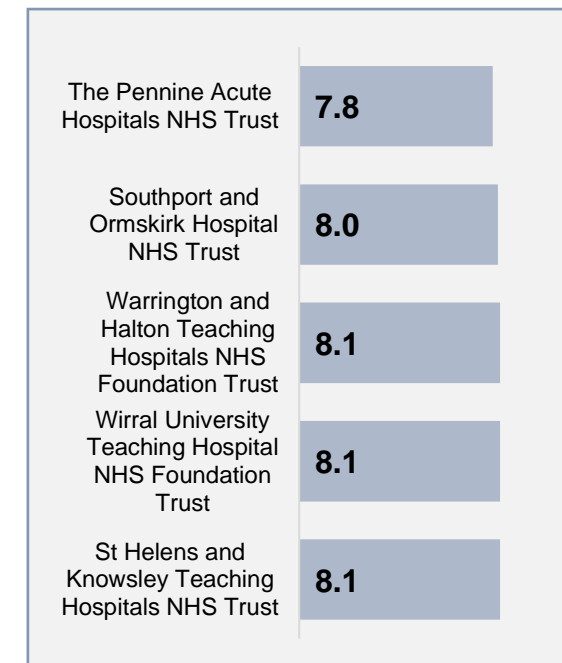 The Pennine Acute
Hospitals NHS Trust
7.8
Southport and
Ormskirk Hospital
NHS Trust
8.0
Warrington and
Halton Teaching
Hospitals NHS
Foundation Trust
8.1
Wirral University
Teaching Hospital
NHS Foundation
Trust
8.1
St Helens and
Knowsley Teaching
Hospitals NHS Trust
8.1